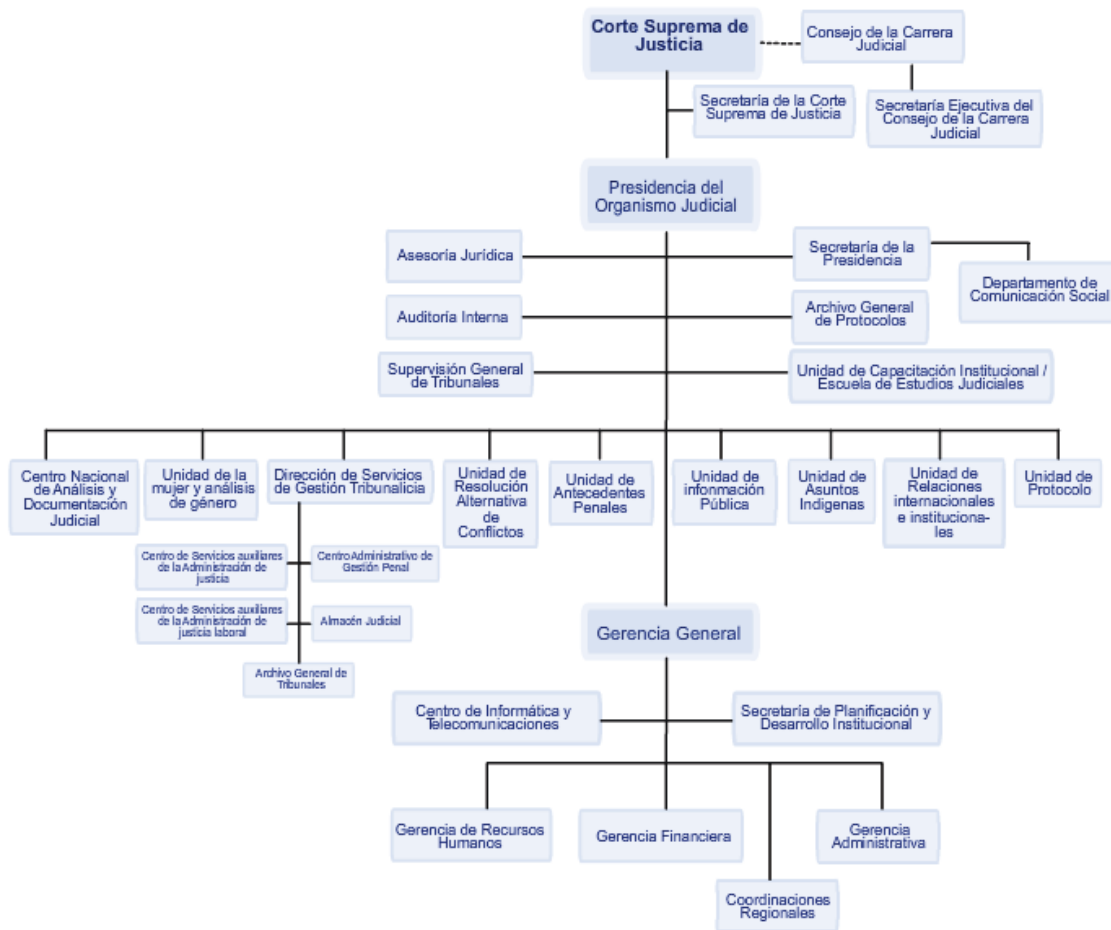 Corte Suprema de
Justicia
Consejo de la Carrera
Judicial
Secretaría de la Corte
Suprema de Justicia
Secretaría Ejecutiva del
Consejo de la Carrera
Judicial
Presidencia del
Organismo Judicial
Asesoría Jurídica
Secretaría de la
Presidencia
Departamento de
Comunicación Social
Auditoría Interna
Archivo General
de Protocolos
Supervisión General
de Tribunales
Unidad de Capacitación Institucional /
Escuela de Estudios Judiciales
Centro Nacional
de Análisis y
Documentación
Judicial
Unidad de la
mujer y análisis
de género
Dirección de Servicios
de Gestión Tribunalicia
Unidad de
Resolución
Alternativa
de
Conflictos
Unidad de
Antecedentes
Penales
Unidad de
información
Pública
Unidad de
Asuntos
Indigenas
Unidad de
Relaciones
internacionales
e instituciona-
les
Unidad de
Protocolo
Centro de Servicios auxiliares
de la Administración de
justicia
Centro Administrativo de
Gestión Penal
Centro de Servicios auxiliares
de la Administración de
justicia laboral
Almacén Judicial
Archivo General de
Tribunales
Gerencia General
Centro de Informática y
Telecomunicaciones
Secretaría de Planificación y
Desarrollo Institucional
Gerencia de Recursos
Humanos
Gerencia Financiera
Gerencia
Administrativa
Coordinaciones
Regionales